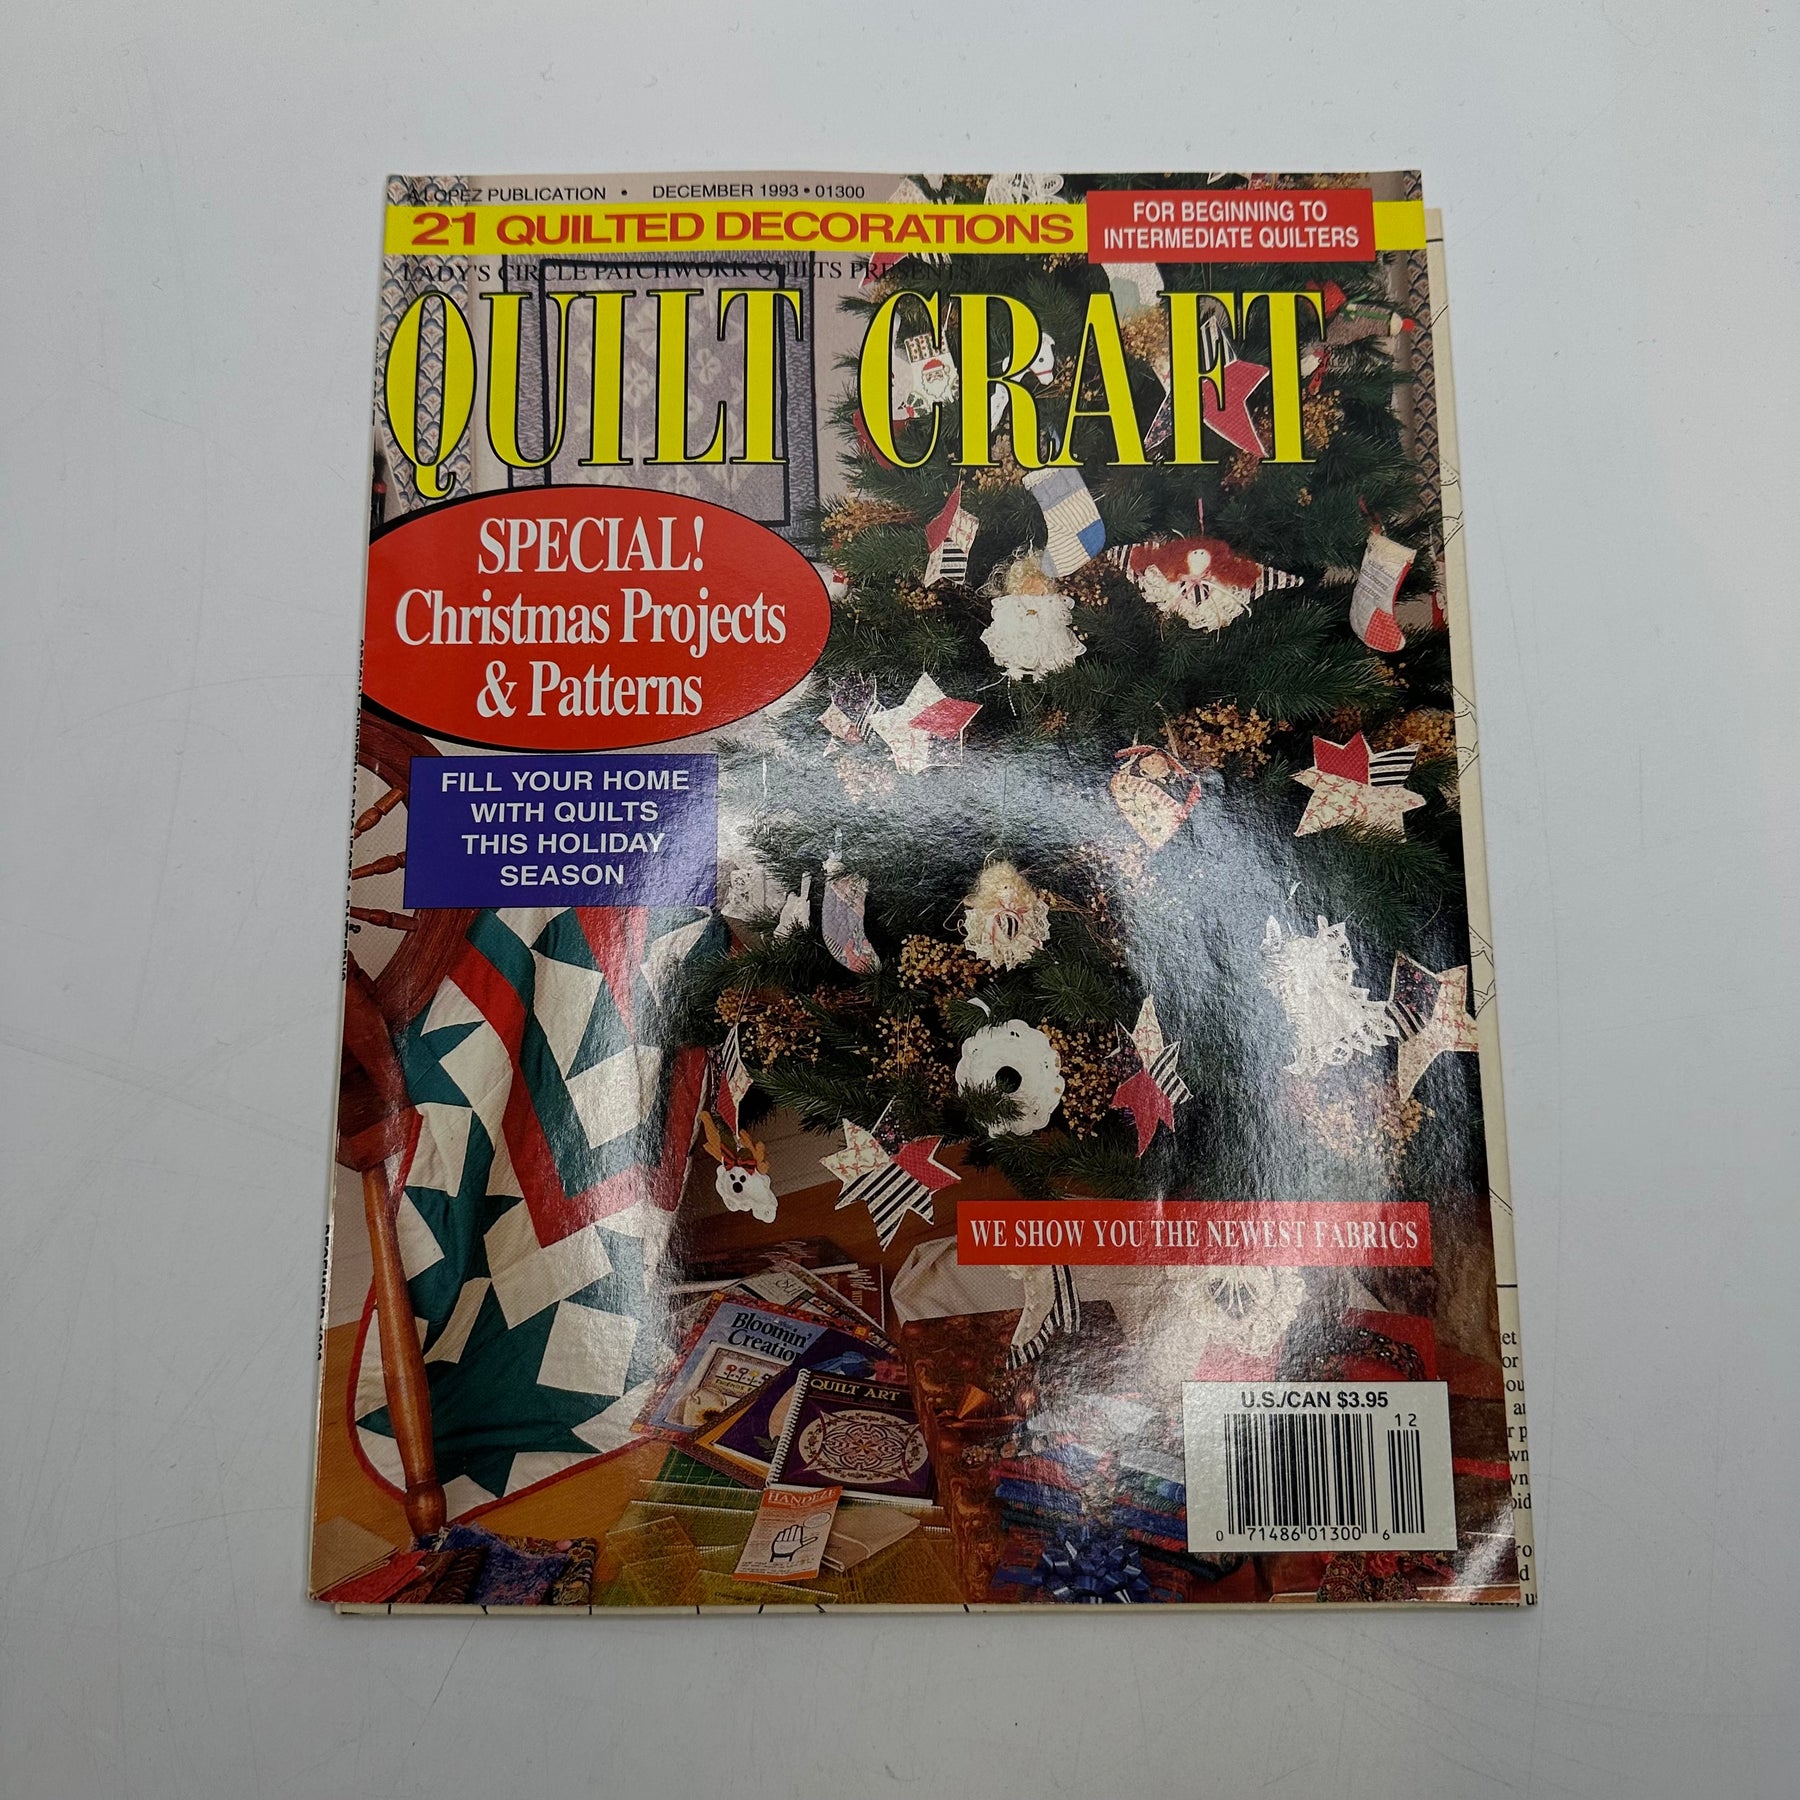 A LOPEZ PUBLICATION • DECEMBER 1993 • 01300
21 QUILTED DECORATIONS
FOR BEGINNING TO
INTERMEDIATE QUILTERS
LADY'S CIRCLE PATCHWORK QUILTS PRESENTS
QUILT CRAFT
SPECIAL!
Christmas Projects
& Patterns
FILL YOUR HOME
WITH QUILTS
THIS HOLIDAY
SEASON
WE SHOW YOU THE NEWEST FABRICS
Bloomin'
QUILT ART
HANDEZE
U.S./CAN $3.95
12
0 71486 01300 6